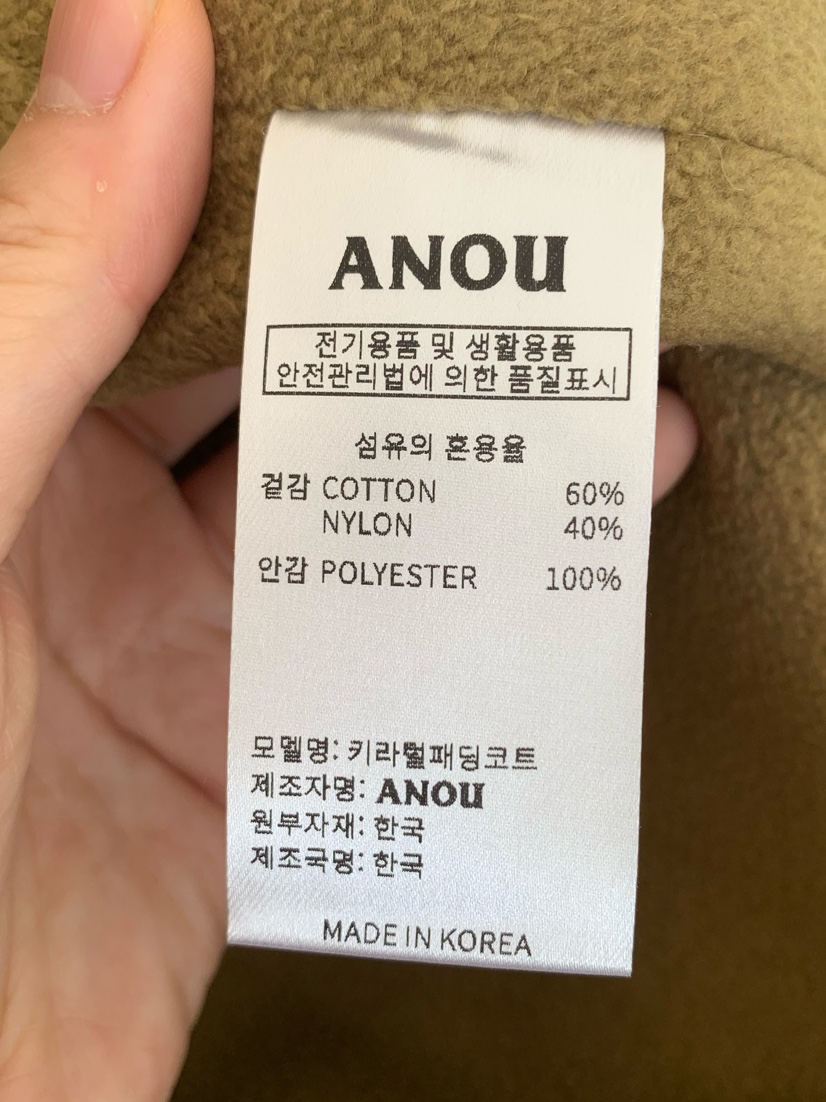 ANOU
전기용품 및 생활용품
안전관리법에 의한 품질표시
섬유의 혼용율
겉감 COTTON 60%
NYLON 40%
안감 POLYESTER 100%
모델명: 키라털패딩코트
제조자명: ANOU
원부자재: 한국
제조국명: 한국
MADE IN KOREA